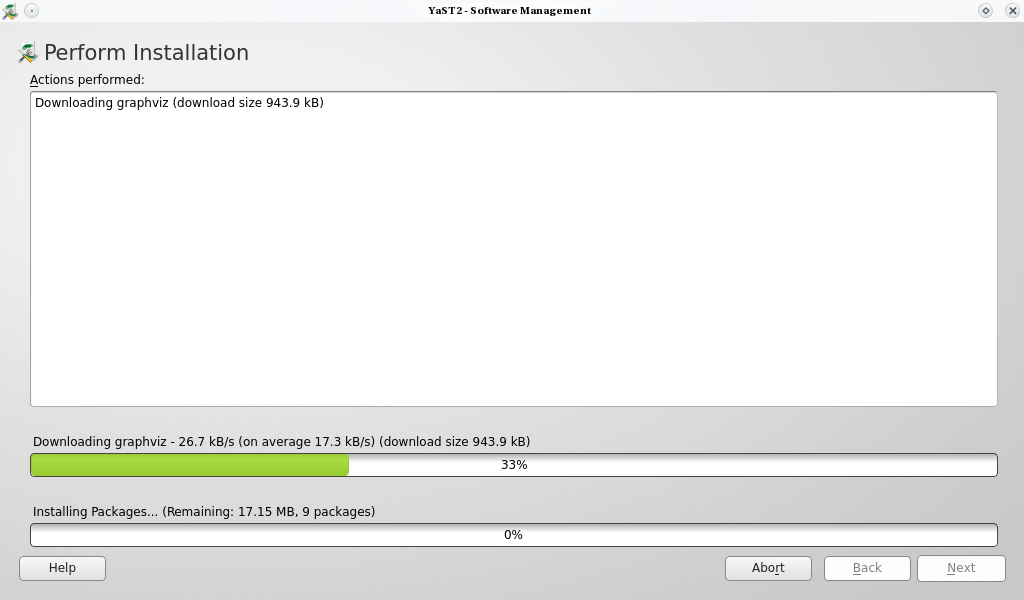 YaST2 - Software Management
Perform Installation
Actions performed:
Downloading graphviz (download size 943.9 kB)
Downloading graphviz - 26.7 kB/s (on average 17.3 kB/s) (download size 943.9 kB)
33%
Installing Packages... (Remaining: 17.15 MB, 9 packages)
0%
Help Abort Back Next